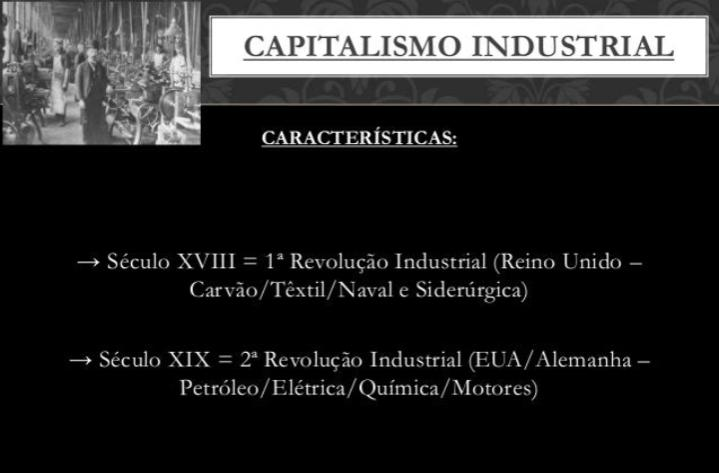 CAPITALISMO INDUSTRIAL
CARACTERÍSTICAS:
→ Século XVIII = 1ª Revolução Industrial (Reino Unido –
Carvão/Têxtil/Naval e Siderúrgica)
→ Século XIX = 2ª Revolução Industrial (EUA/Alemanha –
Petróleo/Elétrica/Química/Motores)